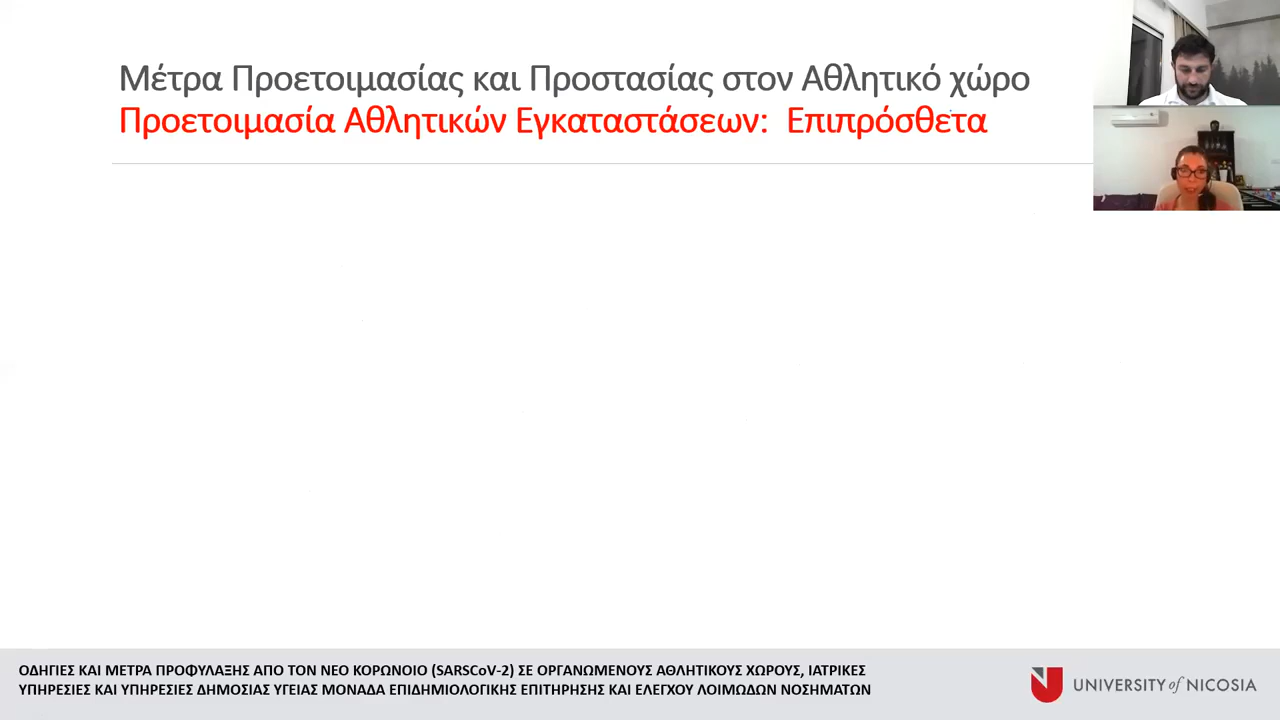 Μέτρα Προετοιμασίας και Προστασίας στον Αθλητικό χώρο
Προετοιμασία Αθλητικών Εγκαταστάσεων: Επιπρόσθετα
ΟΔΗΓΙΕΣ ΚΑΙ ΜΕΤΡΑ ΠΡΟΦΥΛΑΞΗΣ ΑΠΟ ΤΟΝ ΝΕΟ ΚΟΡΩΝΟΙΟ (SARSCoV-2) ΣΕ ΟΡΓΑΝΩΜΕΝΟΥΣ ΑΘΛΗΤΙΚΟΥΣ ΧΩΡΟΥΣ, ΙΑΤΡΙΚΕΣ
ΥΠΗΡΕΣΙΕΣ ΚΑΙ ΥΠΗΡΕΣΙΕΣ ΔΗΜΟΣΙΑΣ ΥΓΕΙΑΣ ΜΟΝΑΔΑ ΕΠΙΔΗΜΙΟΛΟΓΙΚΗΣ ΕΠΙΤΗΡΗΣΗΣ ΚΑΙ ΕΛΕΓΧΟΥ ΛΟΙΜΩΔΩΝ ΝΟΣΗΜΑΤΩΝ
UNIVERSITY of NICOSIA